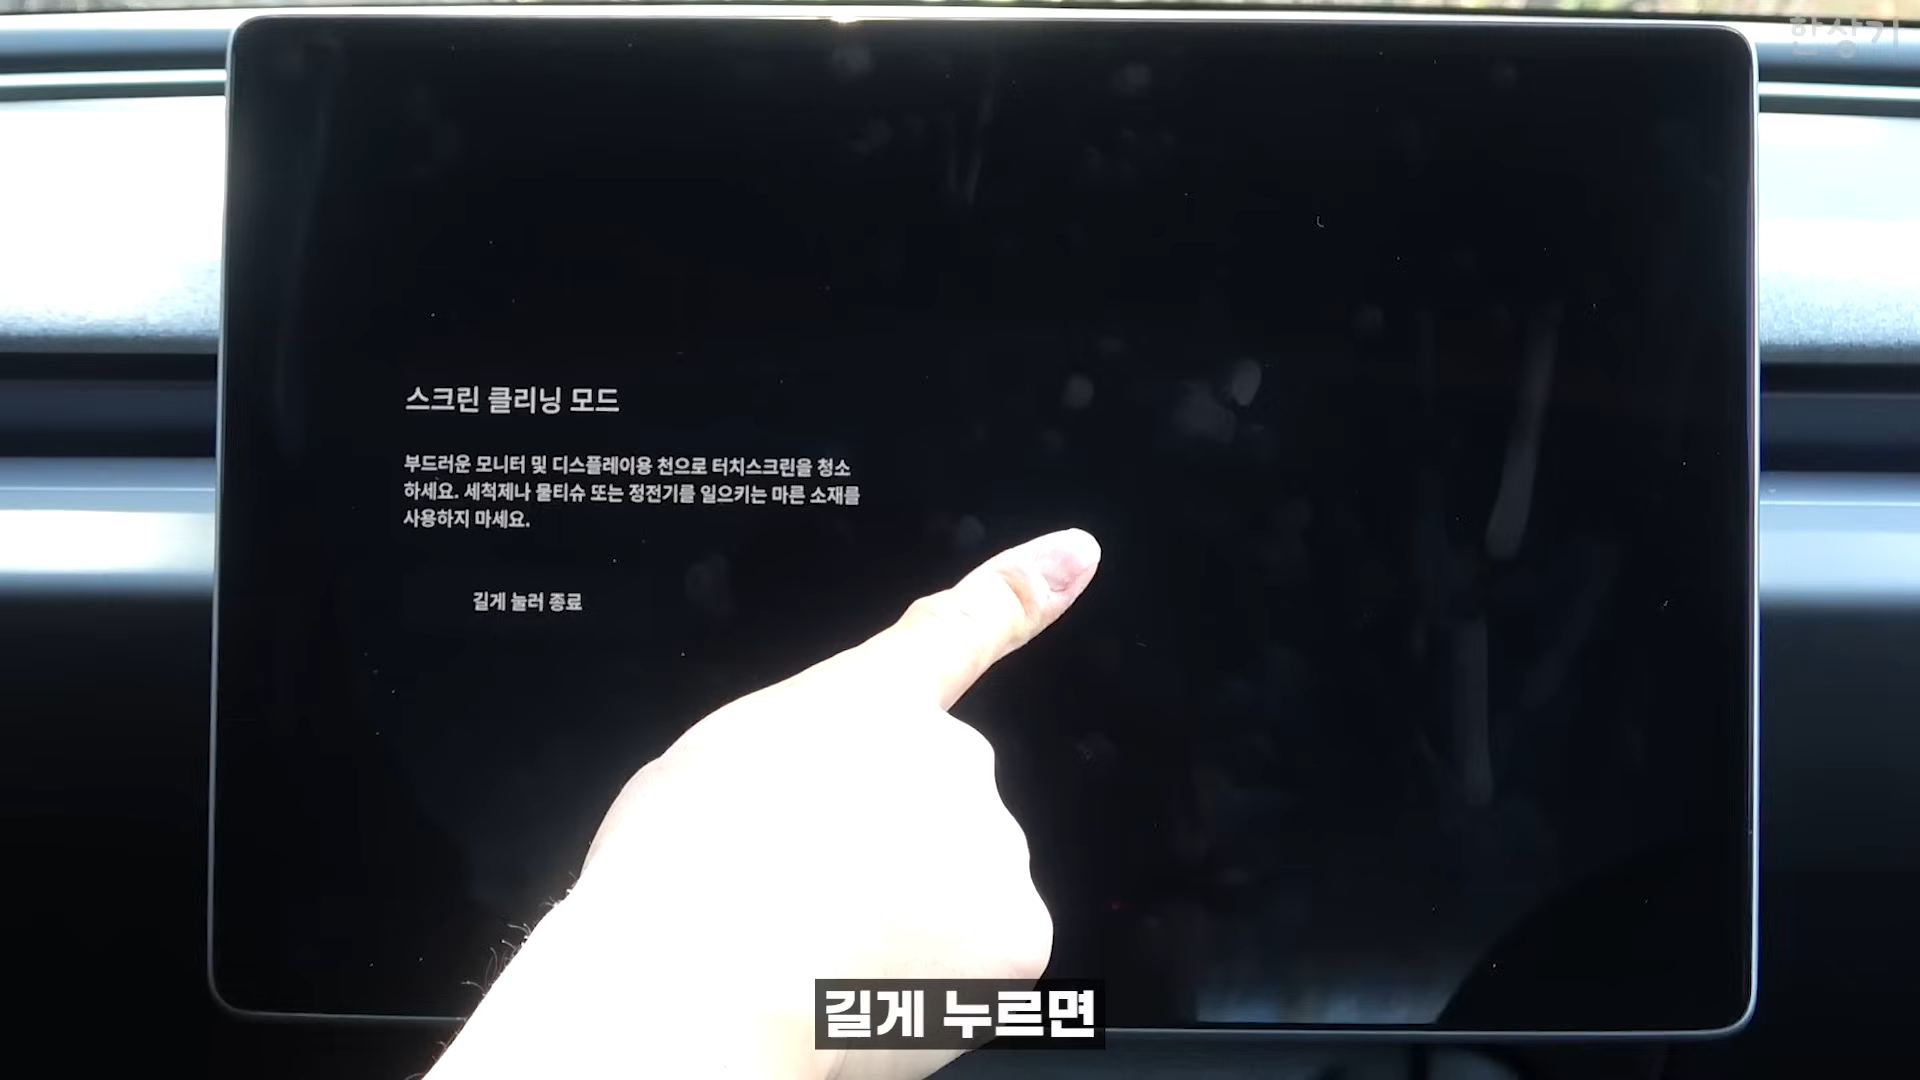 한상기
스크린 클리닝 모드
부드러운 모니터 및 디스플레이용 천으로 터치스크린을 청소
하세요. 세척제나 물티슈 또는 정전기를 일으키는 마른 소재를
사용하지 마세요.
길게 눌러 종료
길게 누르면